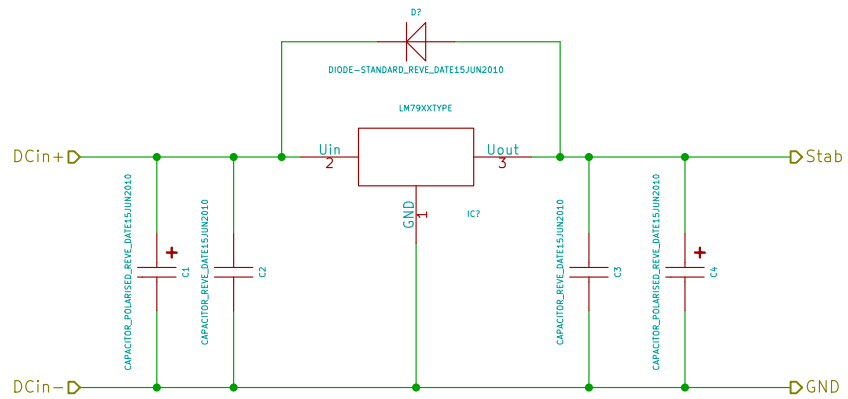 D?
DIODE-STANDARD_REVE_DATE15JUN2010
LM79XXTYPE
DCin+
Uin
2
Uout
3
Stab
GND
1
IC?
CAPACITOR_POLARISED_REVE_DATE15JUN2010
+
C1
CAPACITOR_REVE_DATE15JUN2010
C2
CAPACITOR_REVE_DATE15JUN2010
C3
CAPACITOR_POLARISED_REVE_DATE15JUN2010
+
C4
DCin-
GND